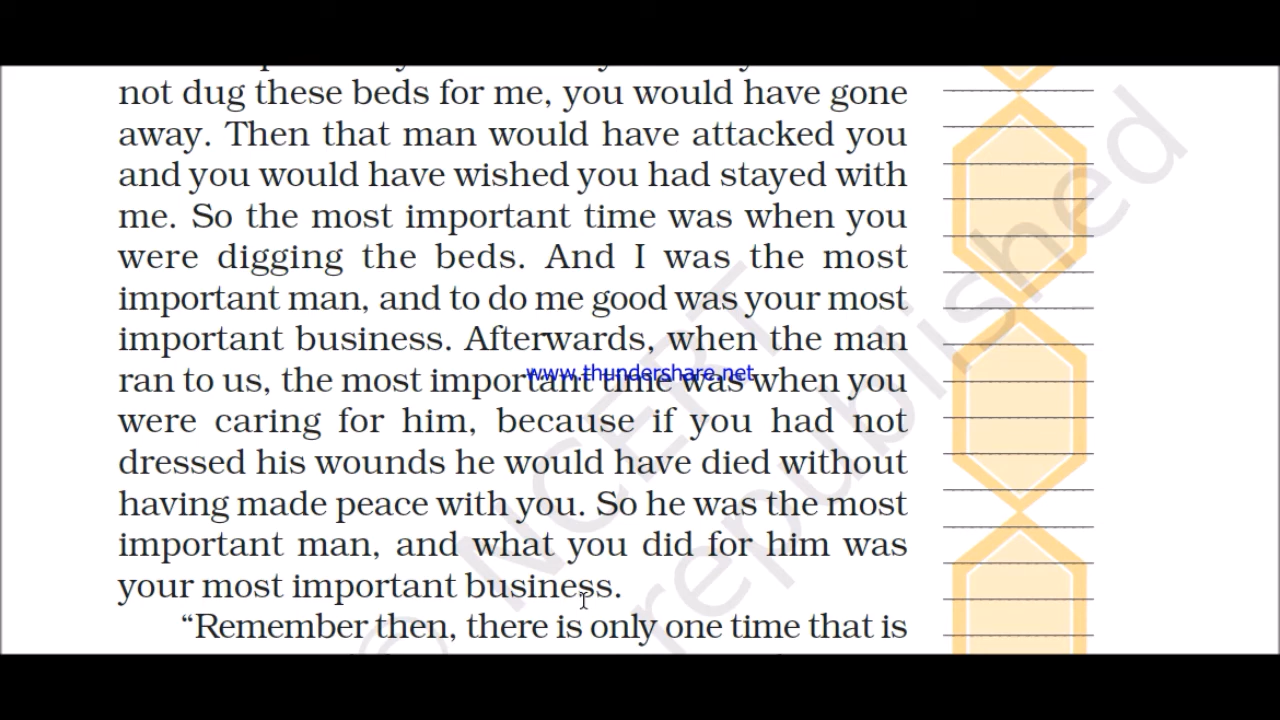 not dug these beds for me, you would have gone
away. Then that man would have attacked you
and you would have wished you had stayed with
me. So the most important time was when you
were digging the beds. And I was the most
important man, and to do me good was your most
important business. Afterwards, when the man
ran to us, the most important time was when you
www.thundershare.net
were caring for him, because if you had not
dressed his wounds he would have died without
having made peace with you. So he was the most
important man, and what you did for him was
your most important business.
“Remember then, there is only one time that is
© NCERT
republished